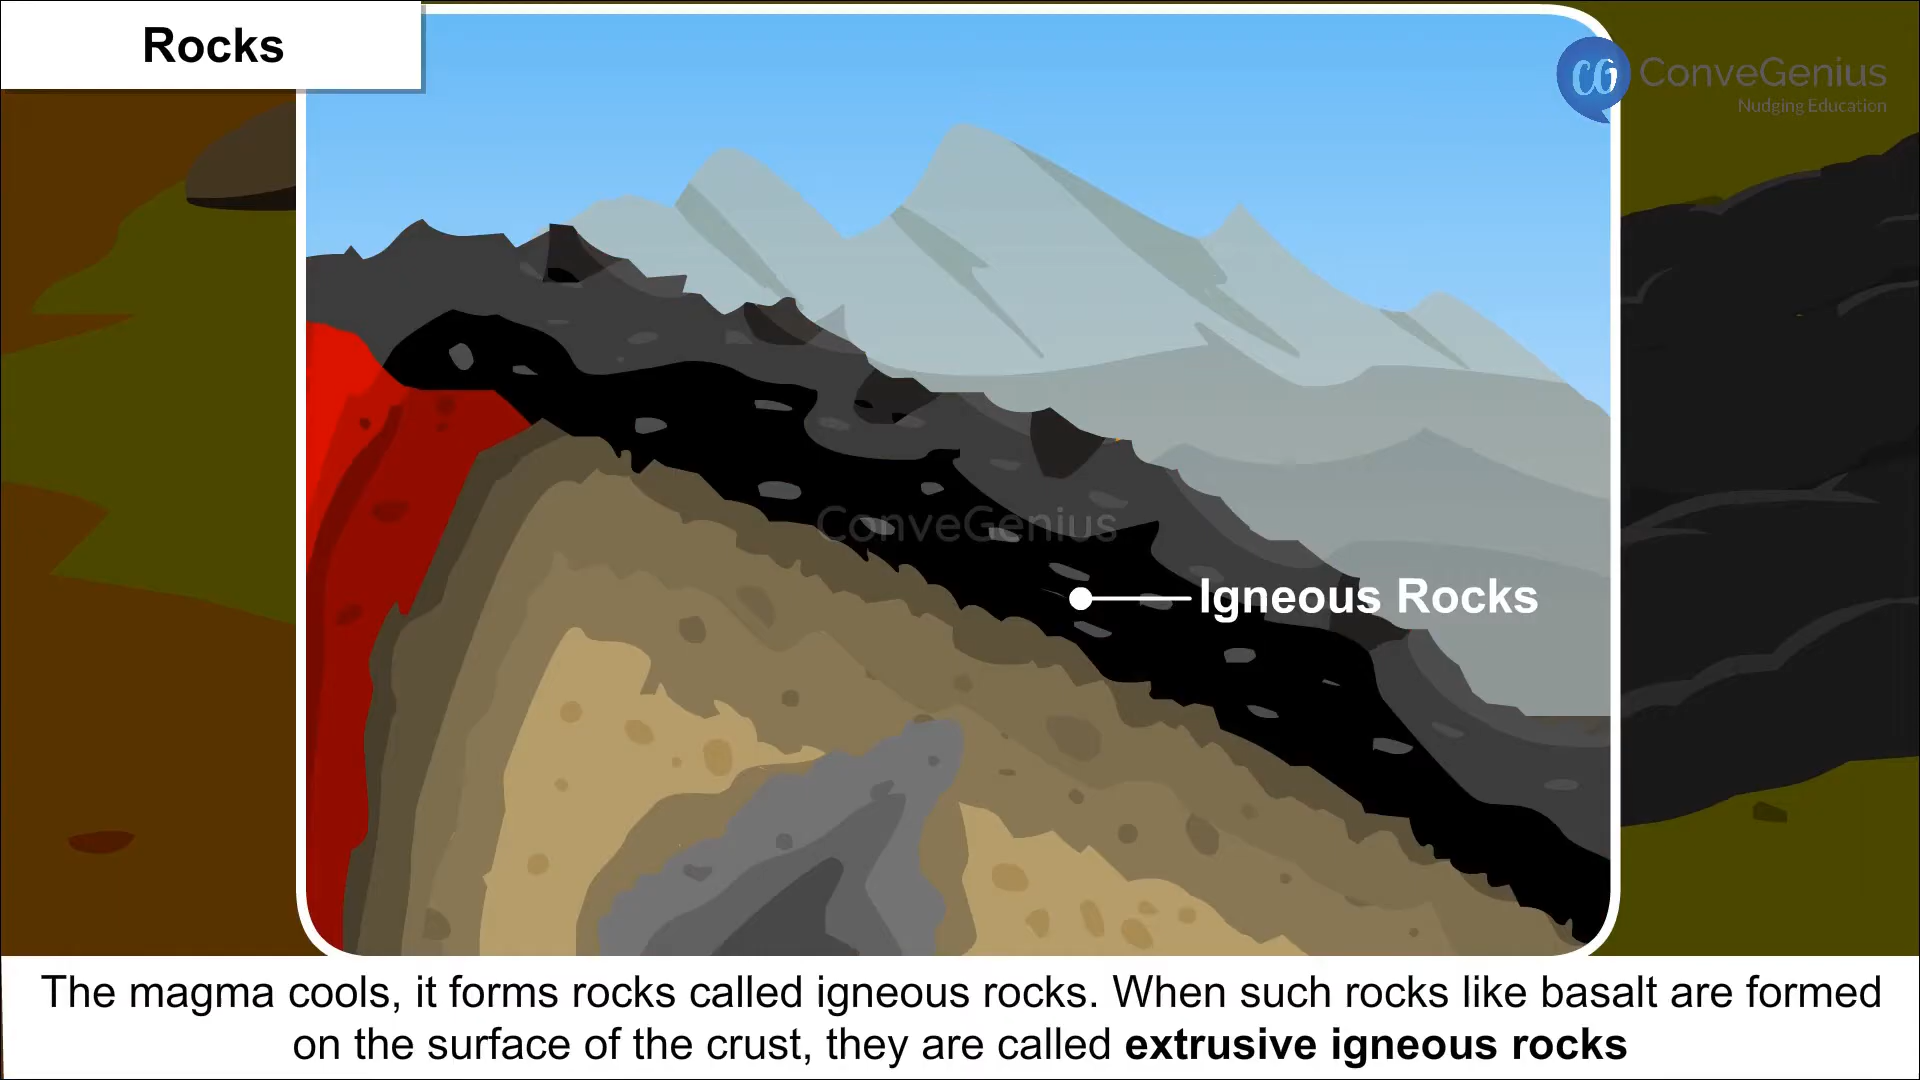 Rocks
CG ConveGenius
Nudging Education
ConveGenius
Igneous Rocks
The magma cools, it forms rocks called igneous rocks. When such rocks like basalt are formed
on the surface of the crust, they are called extrusive igneous rocks